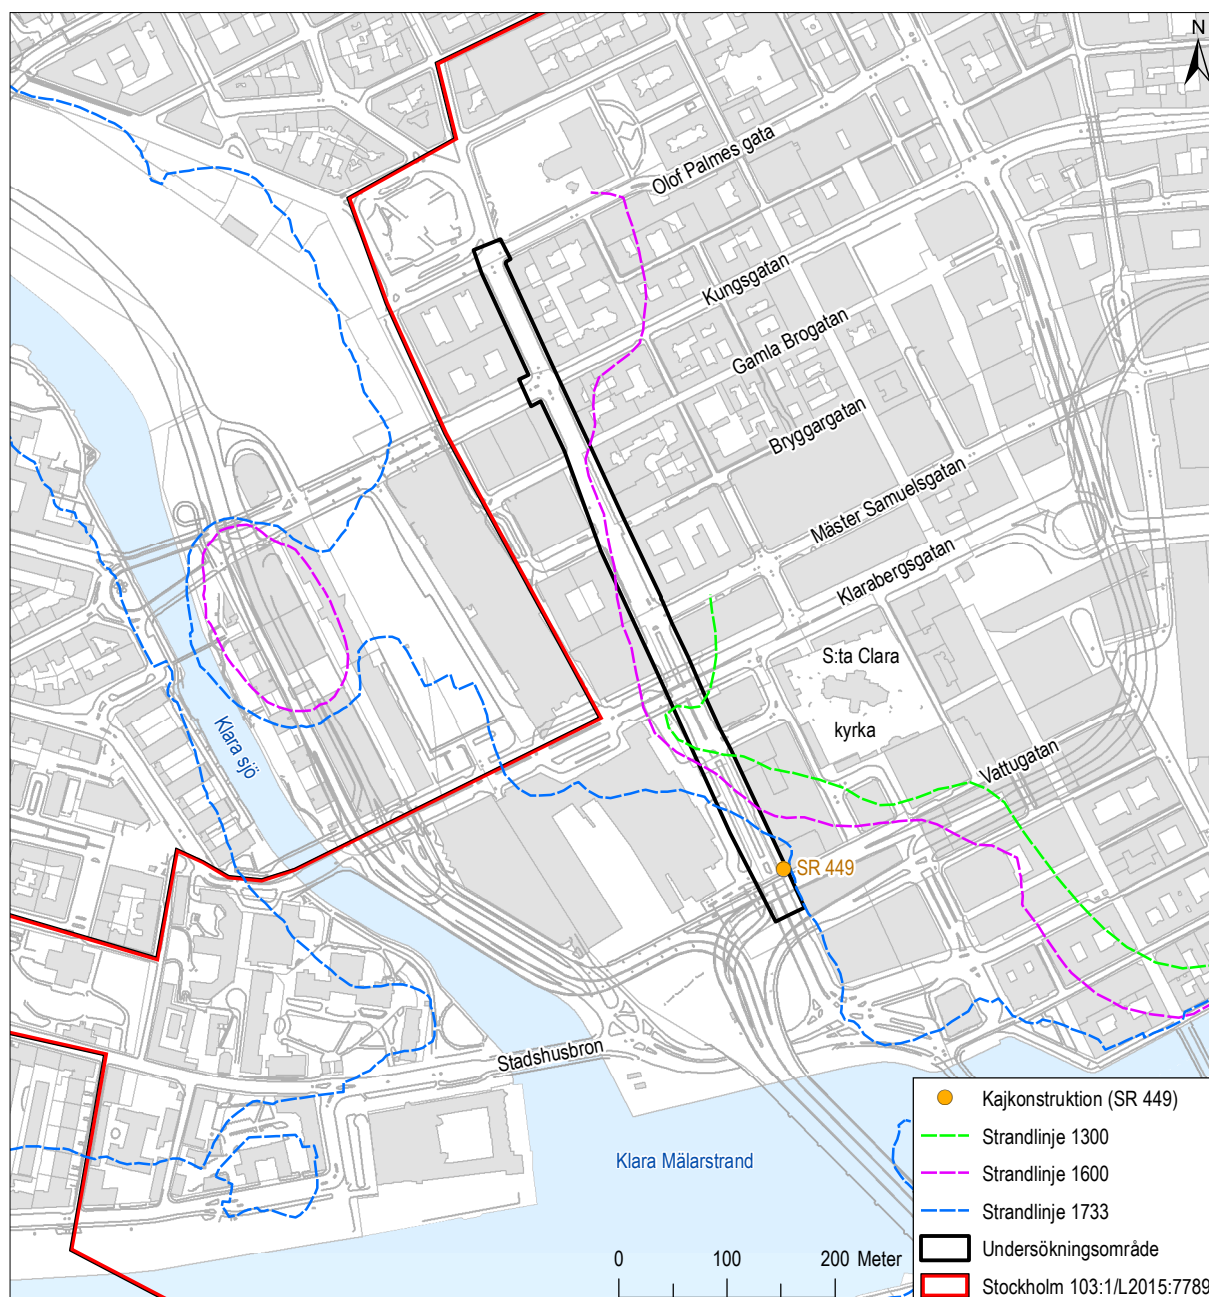 N
Olof Palmes gata
Kungsgatan
Gamla Brogatan
Bryggargatan
Mäster Samuelsgatan
Klarabergsgatan
S:ta Clara
kyrka
Vattugatan
Klara sjö
SR 449
Stadshusbron
Klara Mälarstrand
0 100 200 Meter
Kajkonstruktion (SR 449)
Strandlinje 1300
Strandlinje 1600
Strandlinje 1733
Undersökningsområde
Stockholm 103:1/L2015:7789